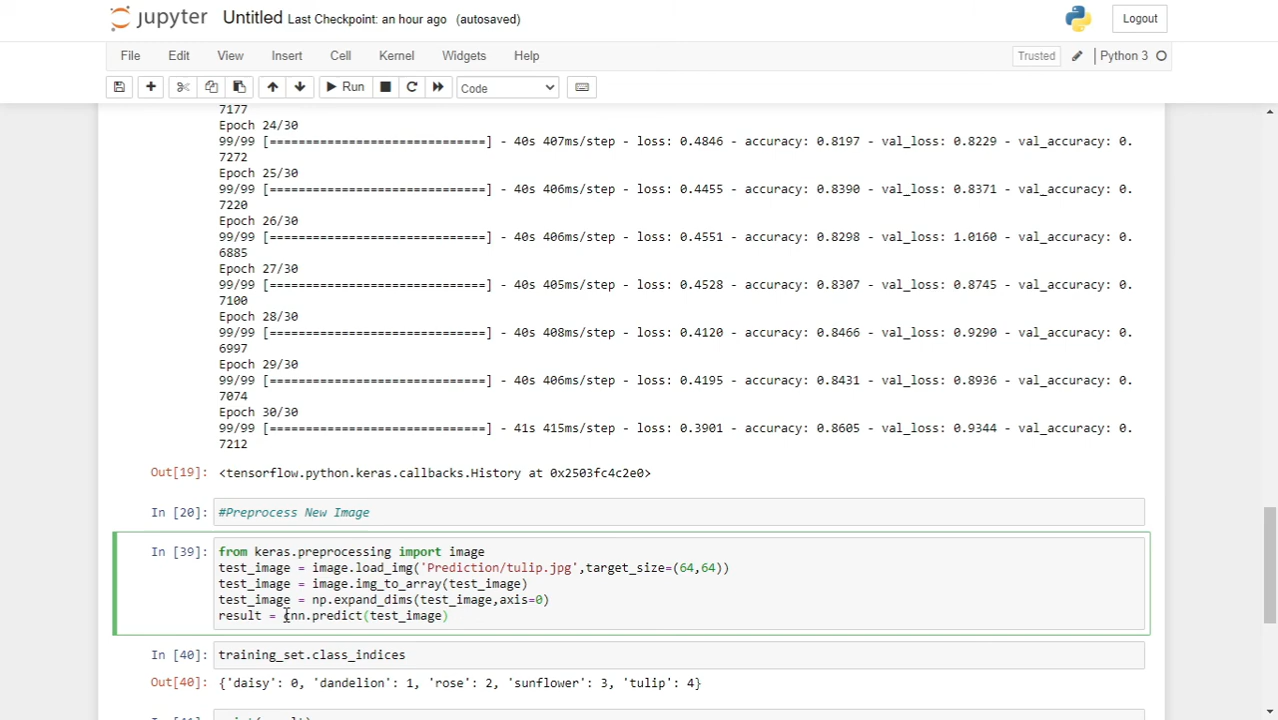 jupyter Untitled Last Checkpoint: an hour ago (autosaved)
Logout
File Edit View Insert Cell Kernel Widgets Help
Trusted Python 3
Run Code
7177
Epoch 24/30
99/99 [==============================] - 40s 407ms/step - loss: 0.4846 - accuracy: 0.8197 - val_loss: 0.8229 - val_accuracy: 0.
7272
Epoch 25/30
99/99 [==============================] - 40s 406ms/step - loss: 0.4455 - accuracy: 0.8390 - val_loss: 0.8371 - val_accuracy: 0.
7220
Epoch 26/30
99/99 [==============================] - 40s 406ms/step - loss: 0.4551 - accuracy: 0.8298 - val_loss: 1.0160 - val_accuracy: 0.
6885
Epoch 27/30
99/99 [==============================] - 40s 405ms/step - loss: 0.4528 - accuracy: 0.8307 - val_loss: 0.8745 - val_accuracy: 0.
7100
Epoch 28/30
99/99 [==============================] - 40s 408ms/step - loss: 0.4120 - accuracy: 0.8466 - val_loss: 0.9290 - val_accuracy: 0.
6997
Epoch 29/30
99/99 [==============================] - 40s 406ms/step - loss: 0.4195 - accuracy: 0.8431 - val_loss: 0.8936 - val_accuracy: 0.
7074
Epoch 30/30
99/99 [==============================] - 41s 415ms/step - loss: 0.3901 - accuracy: 0.8605 - val_loss: 0.9344 - val_accuracy: 0.
7212
Out[19]: <tensorflow.python.keras.callbacks.History at 0x2503fc4c2e0>
In [20]: #Preprocess New Image
In [39]: from keras.preprocessing import image
test_image = image.load_img('Prediction/tulip.jpg',target_size=(64,64))
test_image = image.img_to_array(test_image)
test_image = np.expand_dims(test_image,axis=0)
result = cnn.predict(test_image)
In [40]: training_set.class_indices
Out[40]: {'daisy': 0, 'dandelion': 1, 'rose': 2, 'sunflower': 3, 'tulip': 4}